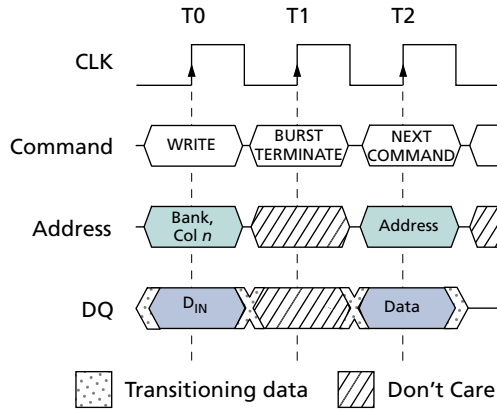 T0 T1 T2
CLK
Command WRITE BURST TERMINATE NEXT COMMAND
Address Bank, Col n Address
DQ DIN Data
Transitioning data Don't Care